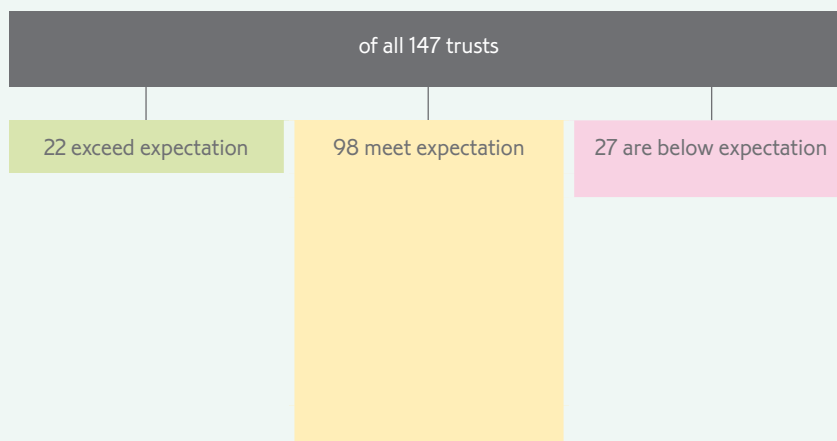 of all 147 trusts
22 exceed expectation
98 meet expectation
27 are below expectation